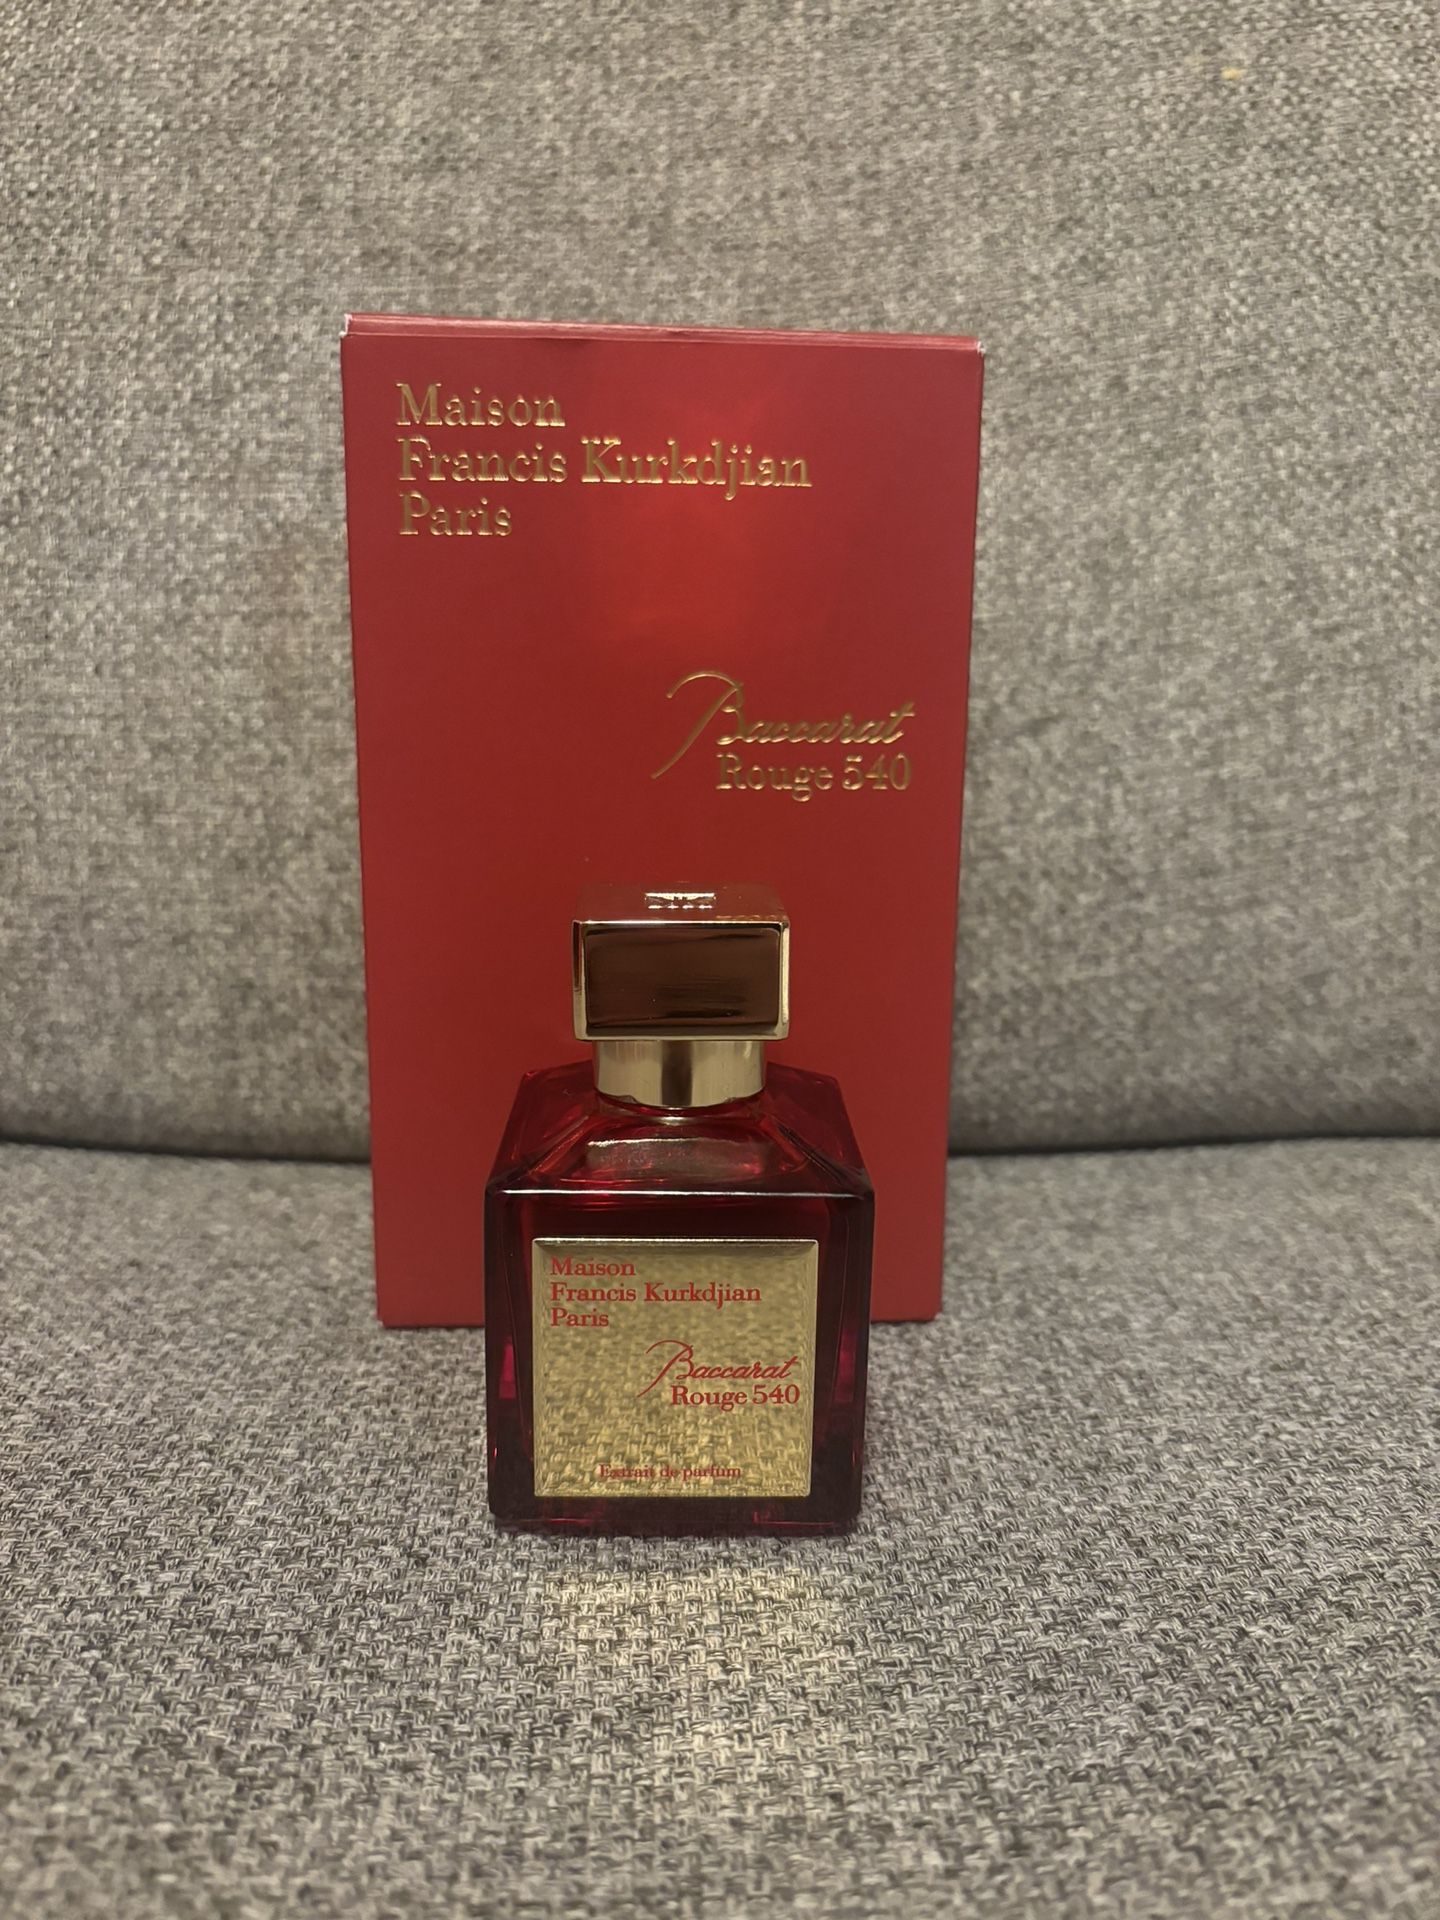 Maison
Francis Kurkdjian
Paris
Baccarat
Rouge 540
Maison
Francis Kurkdjian
Paris
Baccarat
Rouge 540
Extrait de parfum